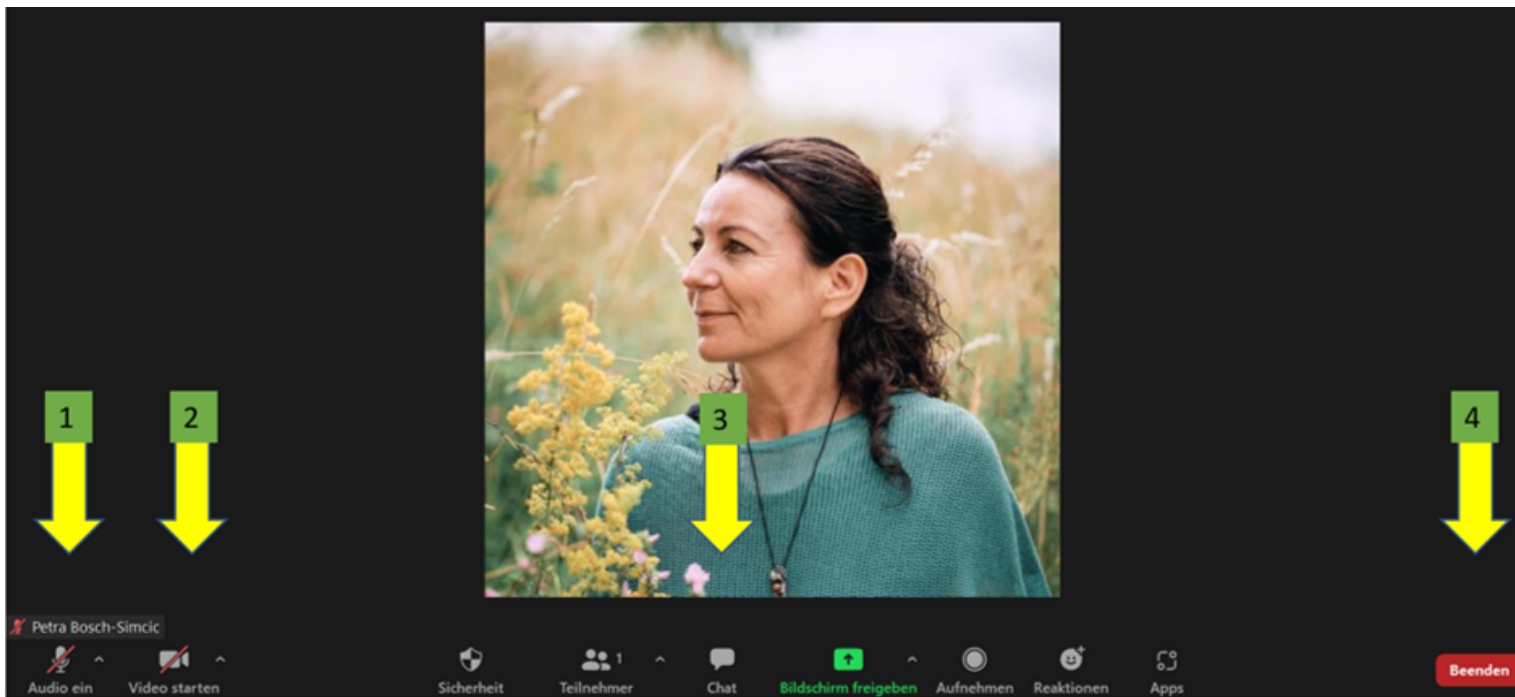 1 2 3 4
Petra Bosch-Simcic
1
Audio ein Video starten Sicherheit Teilnehmer Chat Bildschirm freigeben Aufnehmen Reaktionen Apps Beenden